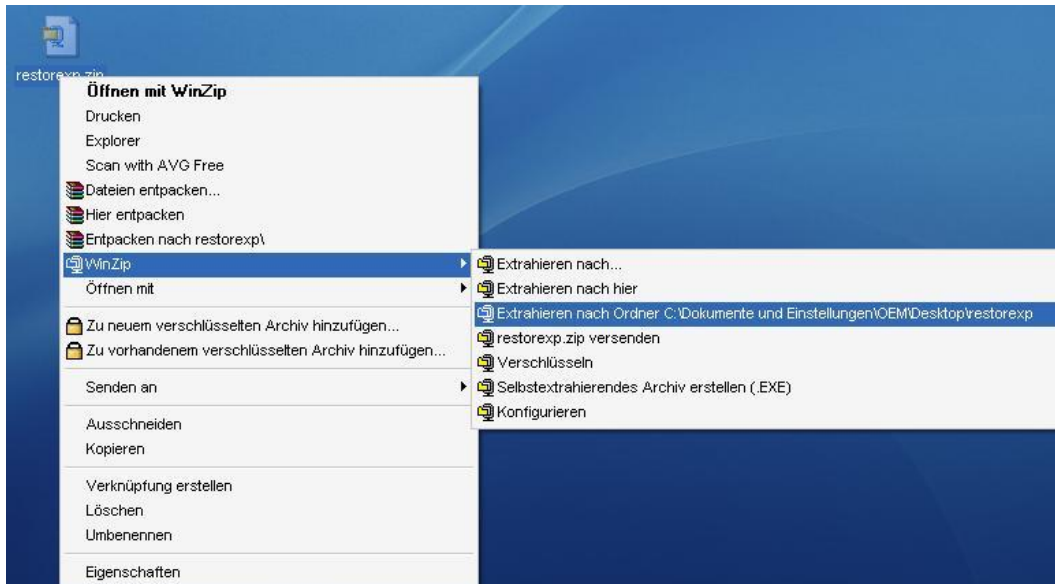 restorexp.zip
Öffnen mit WinZip
Drucken
Explorer
Scan with AVG Free
Dateien entpacken...
Hier entpacken
Entpacken nach restorexp\
WinZip
Öffnen mit
Zu neuem verschlüsselten Archiv hinzufügen...
Zu vorhandenem verschlüsselten Archiv hinzufügen...
Senden an
Ausschneiden
Kopieren
Verknüpfung erstellen
Löschen
Umbenennen
Eigenschaften
Extrahieren nach...
Extrahieren nach hier
Extrahieren nach Ordner C:\Dokumente und Einstellungen\OEM\Desktop\restorexp
restorexp.zip versenden
Verschlüsseln
Selbstextrahierendes Archiv erstellen (.EXE)
Konfigurieren